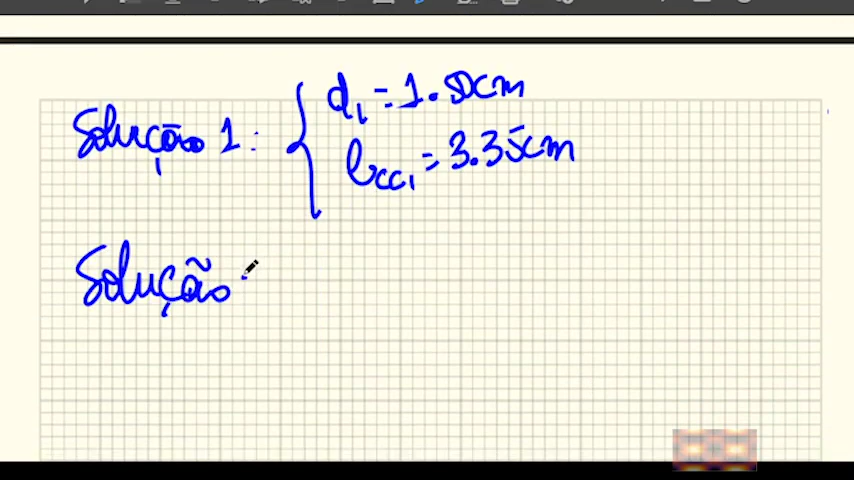 Solução 1: { d₁ = 1.50cm
lcc₁ = 3.35cm
Solução